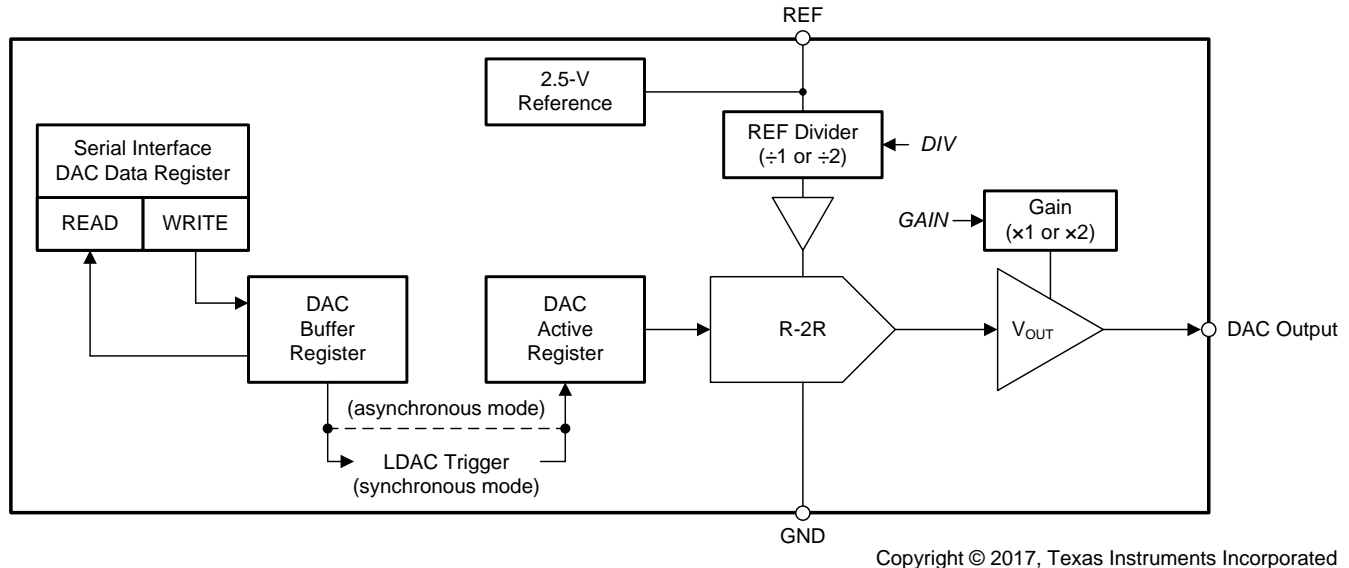 REF
2.5-V
Reference
REF Divider
(÷1 or ÷2)
DIV
Serial Interface
DAC Data Register
READ
WRITE
GAIN
Gain
(×1 or ×2)
DAC
Buffer
Register
DAC
Active
Register
R-2R
VOUT
DAC Output
(asynchronous mode)
LDAC Trigger
(synchronous mode)
GND
Copyright © 2017, Texas Instruments Incorporated